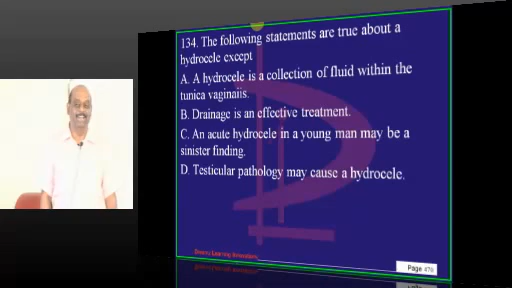 134. The following statements are true about a
hydrocele except
A. A hydrocele is a collection of fluid within the
tunica vaginalis.
B. Drainage is an effective treatment.
C. An acute hydrocele in a young man may be a
sinister finding.
D. Testicular pathology may cause a hydrocele.
Learning
Page 478